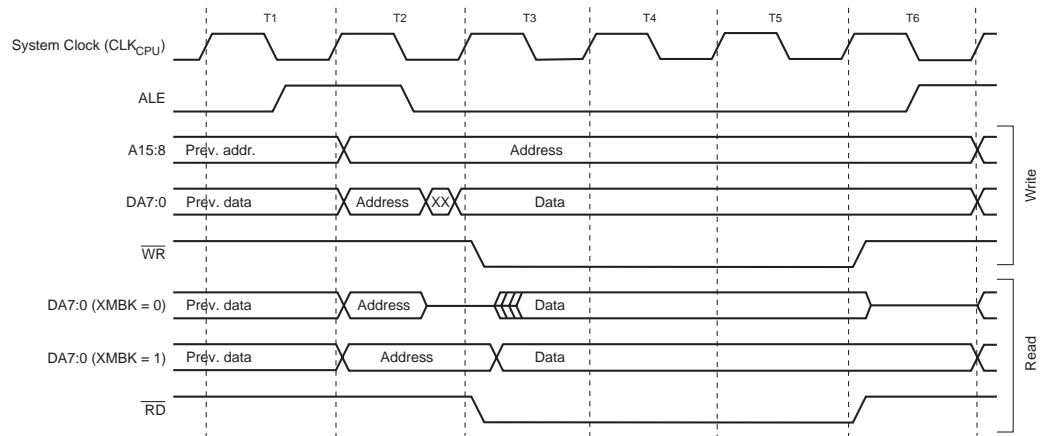 T1 T2 T3 T4 T5 T6
System Clock (CLKCPU)
ALE
A15:8 Prev. addr. Address
DA7:0 Prev. data Address XX Data
WR
Write
DA7:0 (XMBK = 0) Prev. data Address Data
DA7:0 (XMBK = 1) Prev. data Address Data
RD
Read